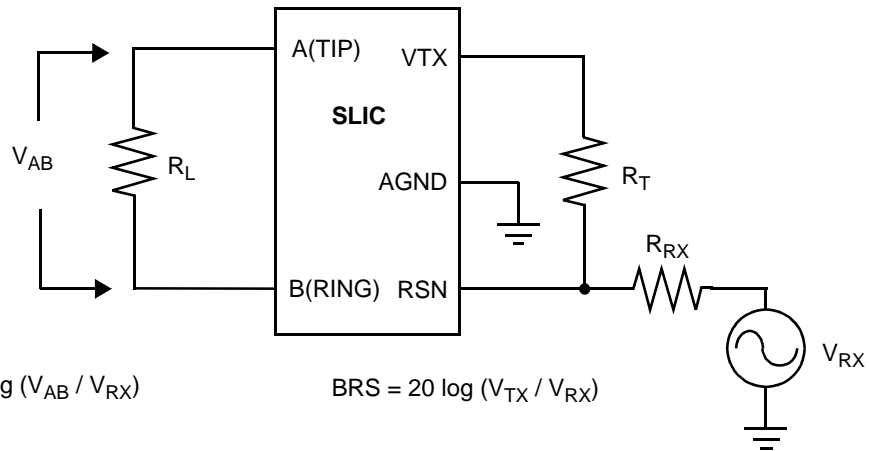 A(TIP)
VTX
SLIC
V_AB
R_L
AGND
R_T
R_RX
B(RING)
RSN
V_RX
g (V_AB / V_RX)
BRS = 20 log (V_TX / V_RX)